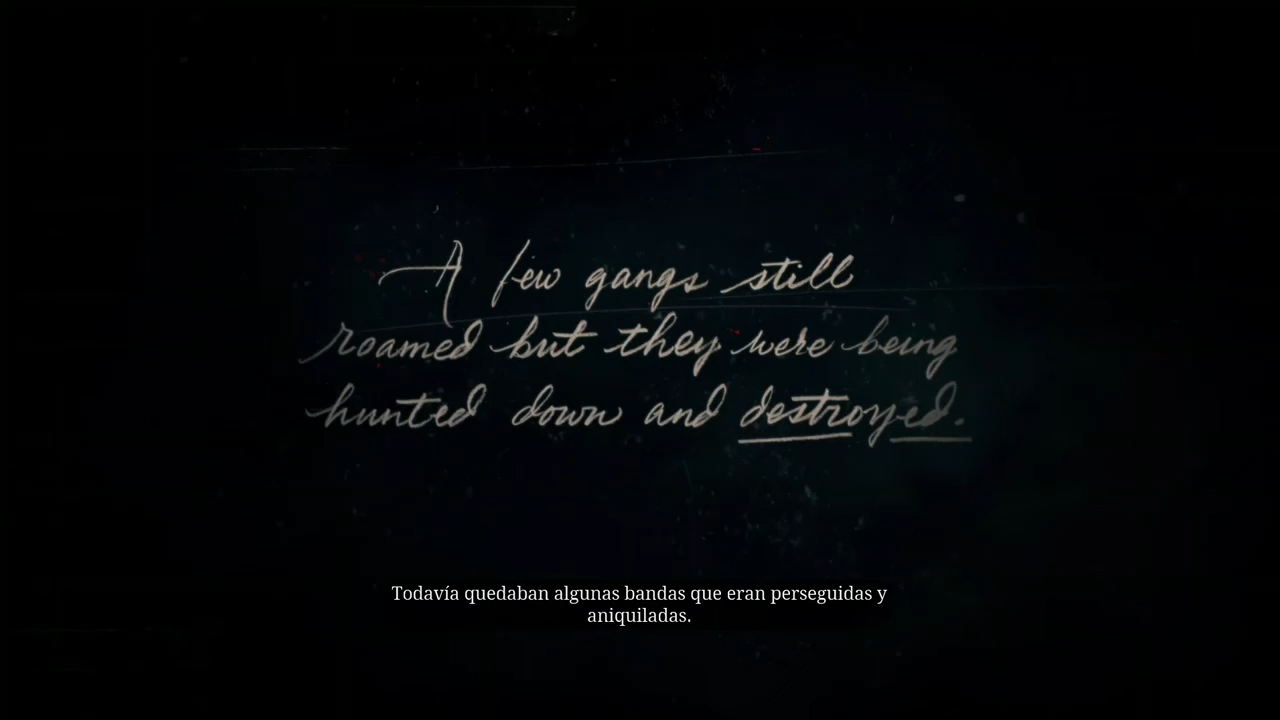 A few gangs still
roamed but they were being
hunted down and destroyed.
Todavía quedaban algunas bandas que eran perseguidas y
aniquiladas.